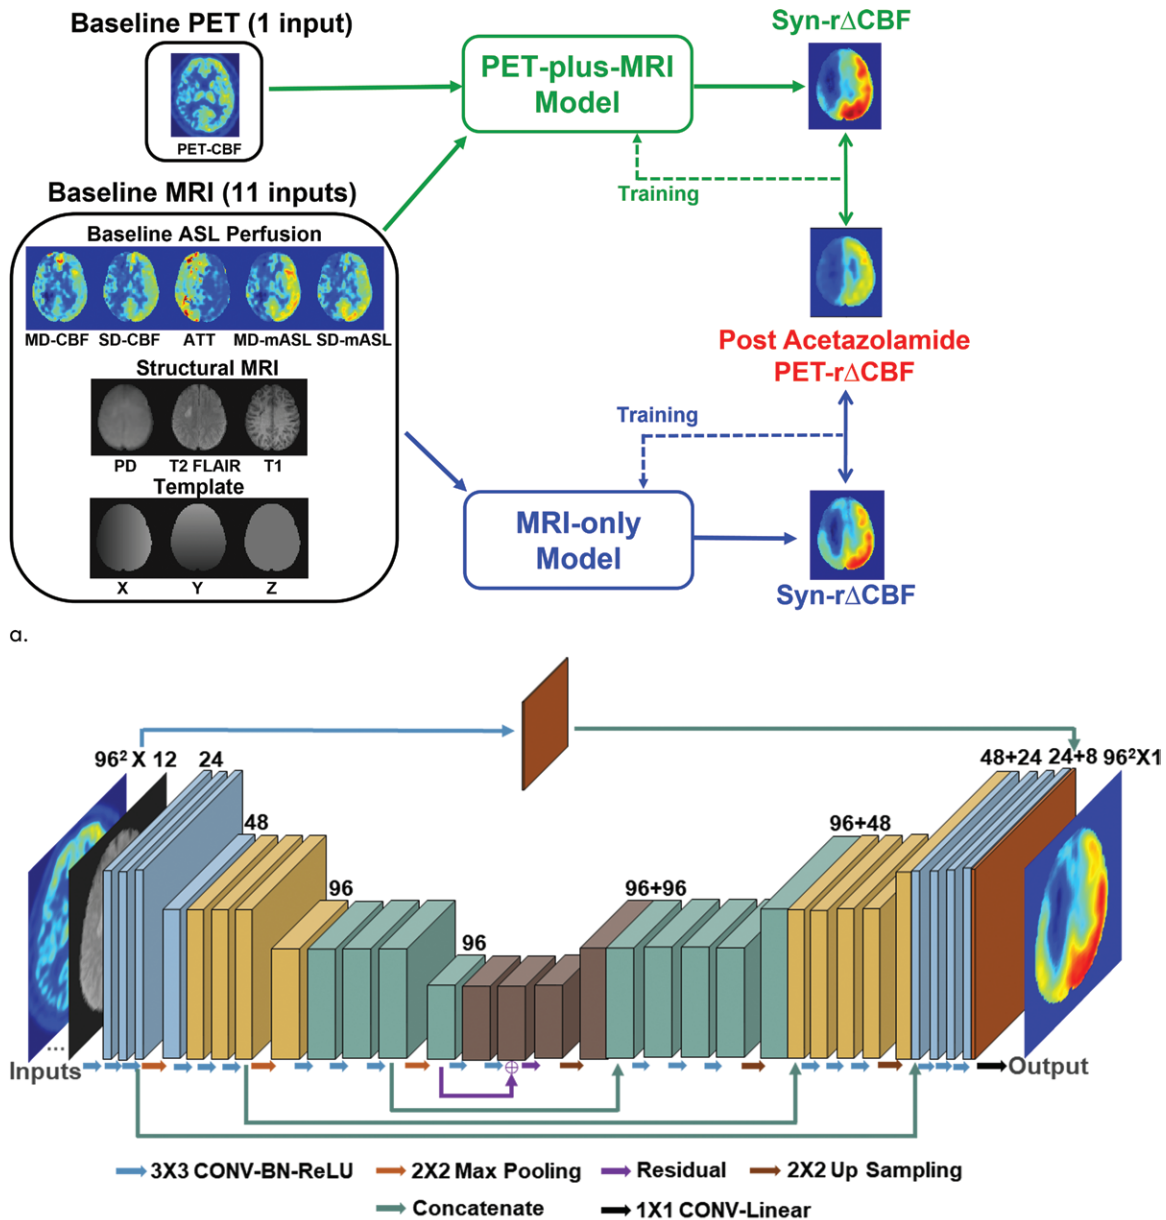 Baseline PET (1 input)
PET-CBF
PET-plus-MRI
Model
Syn-r∆CBF
Training
Baseline MRI (11 inputs)
Baseline ASL Perfusion
MD-CBF SD-CBF ATT MD-mASL SD-mASL
Structural MRI
PD T2 FLAIR T1
Template
X Y Z
Post Acetazolamide
PET-r∆CBF
Training
MRI-only
Model
Syn-r∆CBF
a.
96² X 12
24
48
96
96
96+96
96+48
48+24
24+8
96²X1
...
Inputs
Output
3X3 CONV-BN-ReLU
2X2 Max Pooling
Residual
2X2 Up Sampling
Concatenate
1X1 CONV-Linear